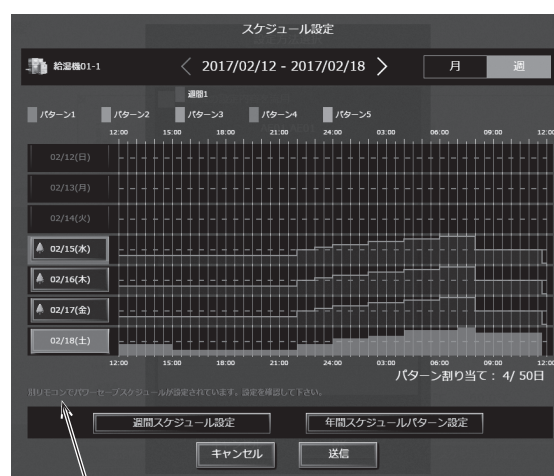 スケジュール設定
給湯機01-1
2017/02/12 - 2017/02/18
月
週
週間1
パターン1
パターン2
パターン3
パターン4
パターン5
12:00 15:00 18:00 21:00 24:00 03:00 06:00 09:00 12:00
02/12(日)
02/13(月)
02/14(火)
02/15(水)
02/16(木)
02/17(金)
02/18(土)
12:00 15:00 18:00 21:00 24:00 03:00 06:00 09:00 12:00
パターン割り当て : 4/ 50日
別リモコンでパワーセーブスケジュールが設定されています。設定を確認して下さい。
週間スケジュール設定
年間スケジュールパターン設定
キャンセル
送信